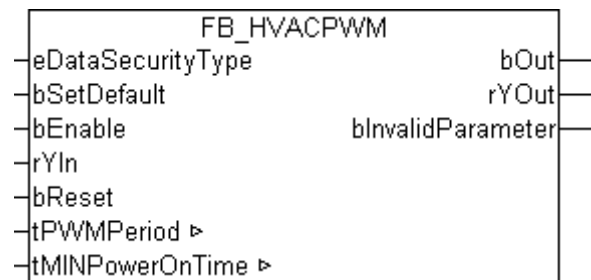 FB_HVACPWM
eDataSecurityType bOut
bSetDefault rYOut
bEnable bInvalidParameter
rYIn
bReset
tPWMPeriod ▹
tMINPowerOnTime ▹